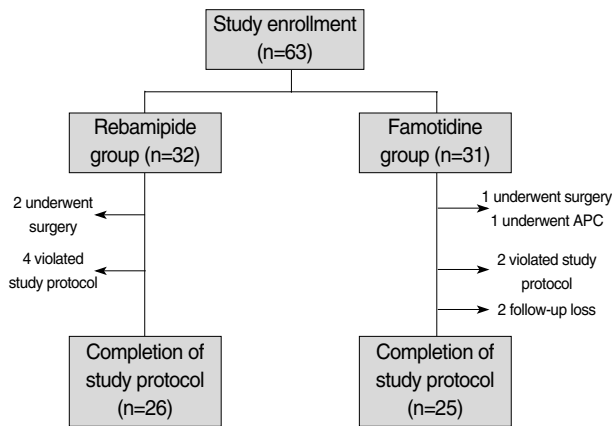 Study enrollment
(n=63)
Rebamipide
group (n=32)
Famotidine
group (n=31)
2 underwent
surgery
1 underwent surgery
1 underwent APC
4 violated
study protocol
2 violated study
protocol
2 follow-up loss
Completion of
study protocol
(n=26)
Completion of
study protocol
(n=25)